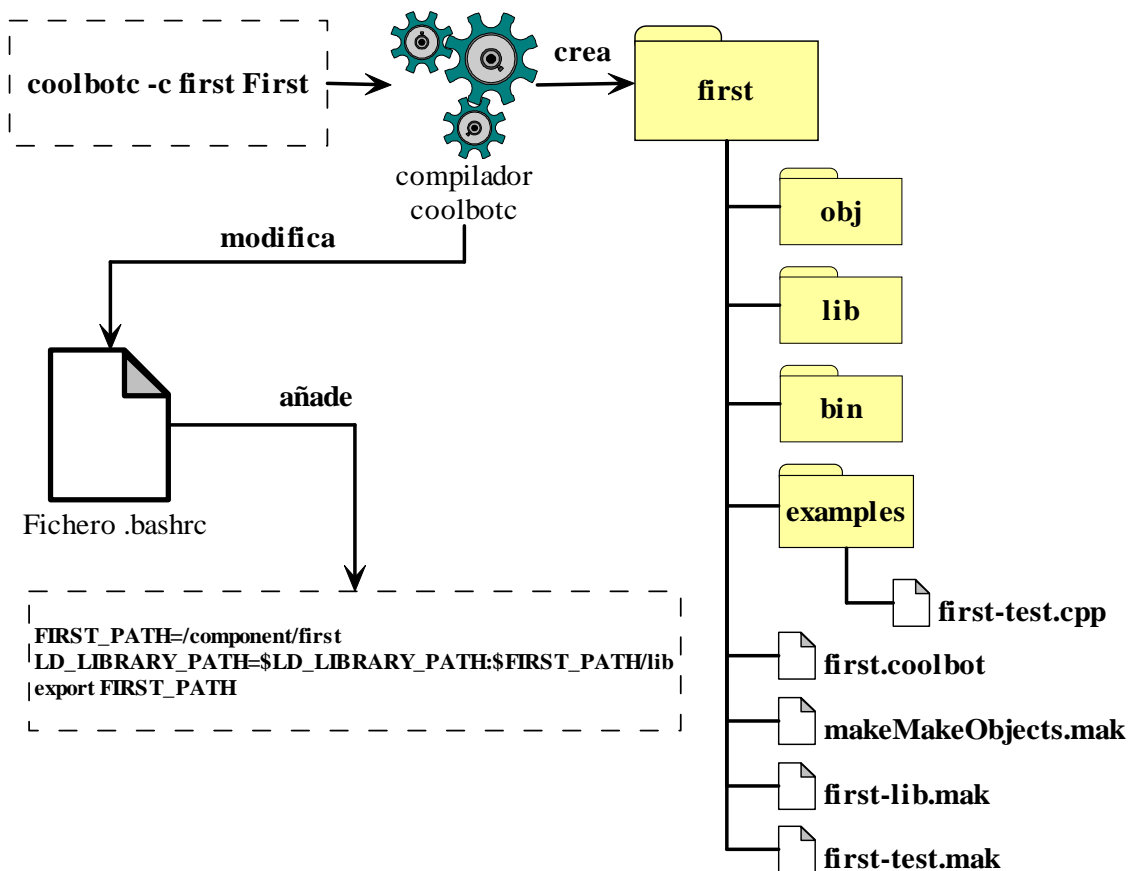 coolbotc -c first First
crea
first
compilador
coolbotc
modifica
obj
lib
bin
examples
first-test.cpp
first.coolbot
makeMakeObjects.mak
first-lib.mak
first-test.mak
añade
Fichero .bashrc
FIRST_PATH=/component/first
LD_LIBRARY_PATH=$LD_LIBRARY_PATH:$FIRST_PATH/lib
export FIRST_PATH